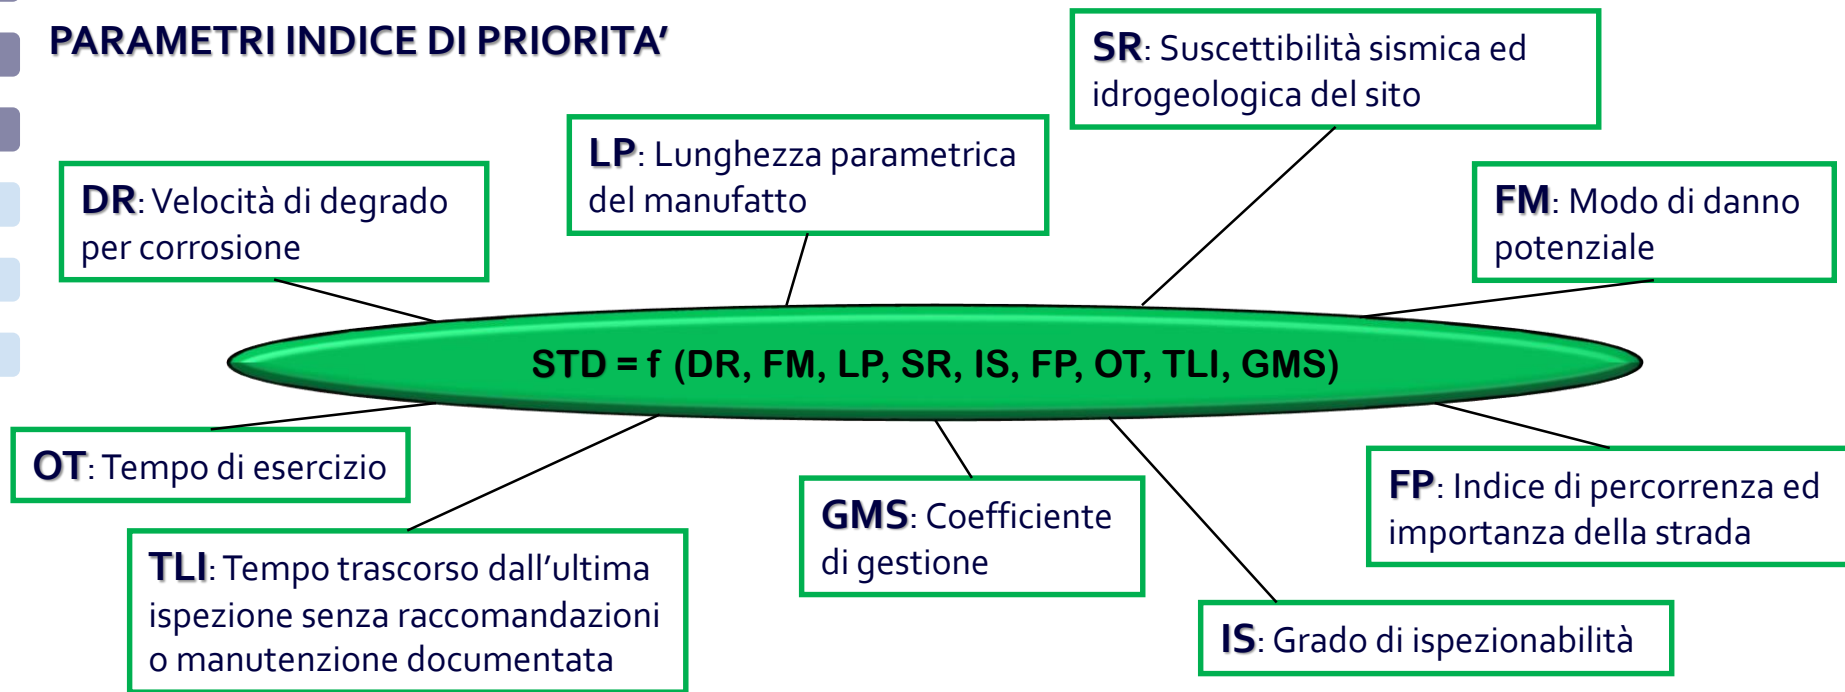 PARAMETRI INDICE DI PRIORITA'
SR: Suscettibilità sismica ed
idrogeologica del sito
LP: Lunghezza parametrica
del manufatto
DR: Velocità di degrado
per corrosione
FM: Modo di danno
potenziale
STD = f (DR, FM, LP, SR, IS, FP, OT, TLI, GMS)
OT: Tempo di esercizio
TLI: Tempo trascorso dall'ultima
ispezione senza raccomandazioni
o manutenzione documentata
GMS: Coefficiente
di gestione
FP: Indice di percorrenza ed
importanza della strada
IS: Grado di ispezionabilità